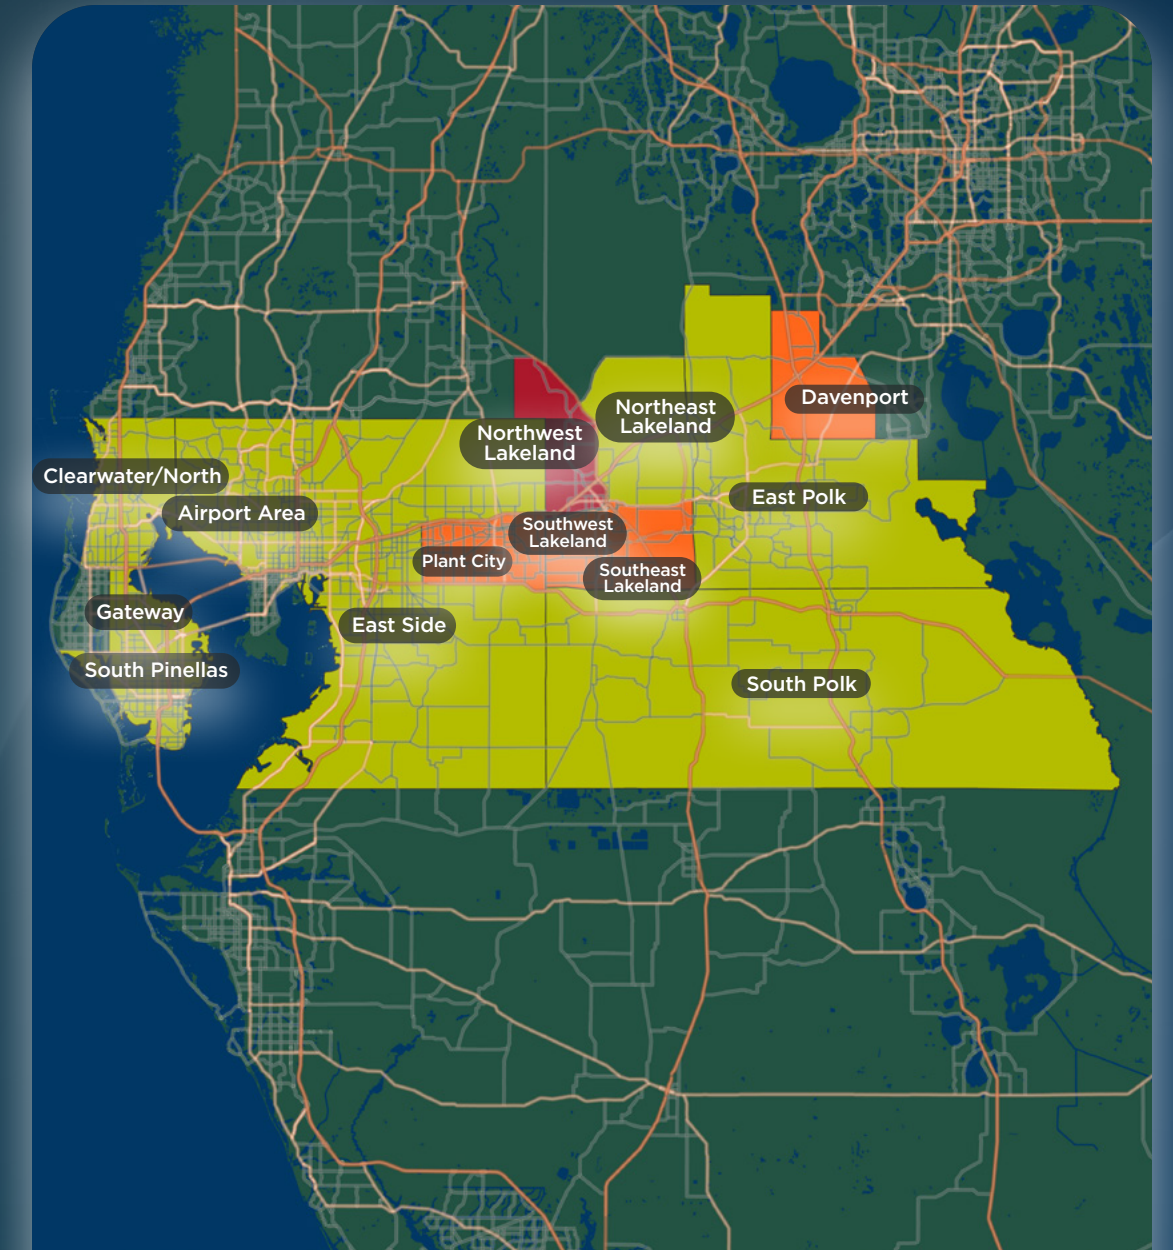 Davenport
Northeast
Lakeland
Northwest
Lakeland
Clearwater/North
East Polk
Airport Area
Southwest
Lakeland
Plant City
Southeast
Lakeland
Gateway
East Side
South Pinellas
South Polk